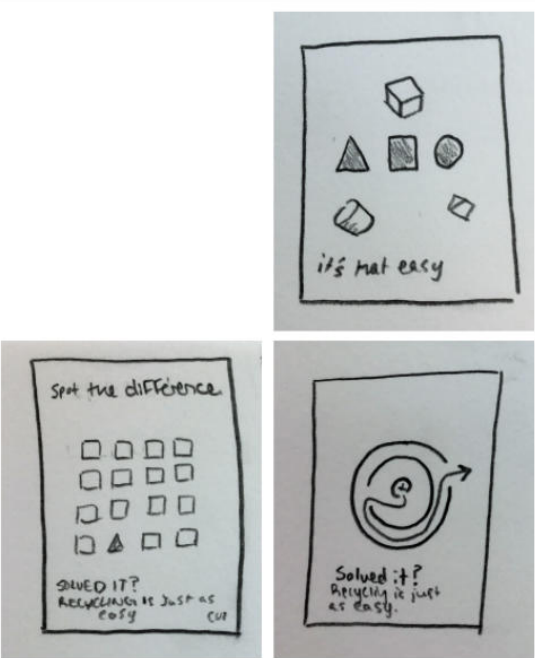 it's that easy
Spot the difference
SOLVED IT?
RECYCLING is Just as
easy
Solved it?
Recycling is just
as easy.